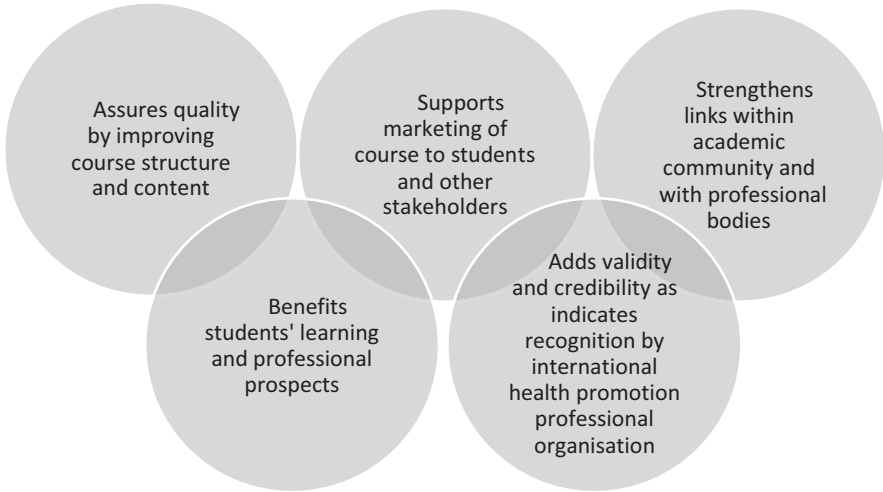 Assures quality
by improving
course structure
and content
Supports
marketing of
course to students
and other
stakeholders
Strengthens
links within
academic
community and
with professional
bodies
Benefits
students' learning
and professional
prospects
Adds validity
and credibility as
indicates
recognition by
international
health promotion
professional
organisation